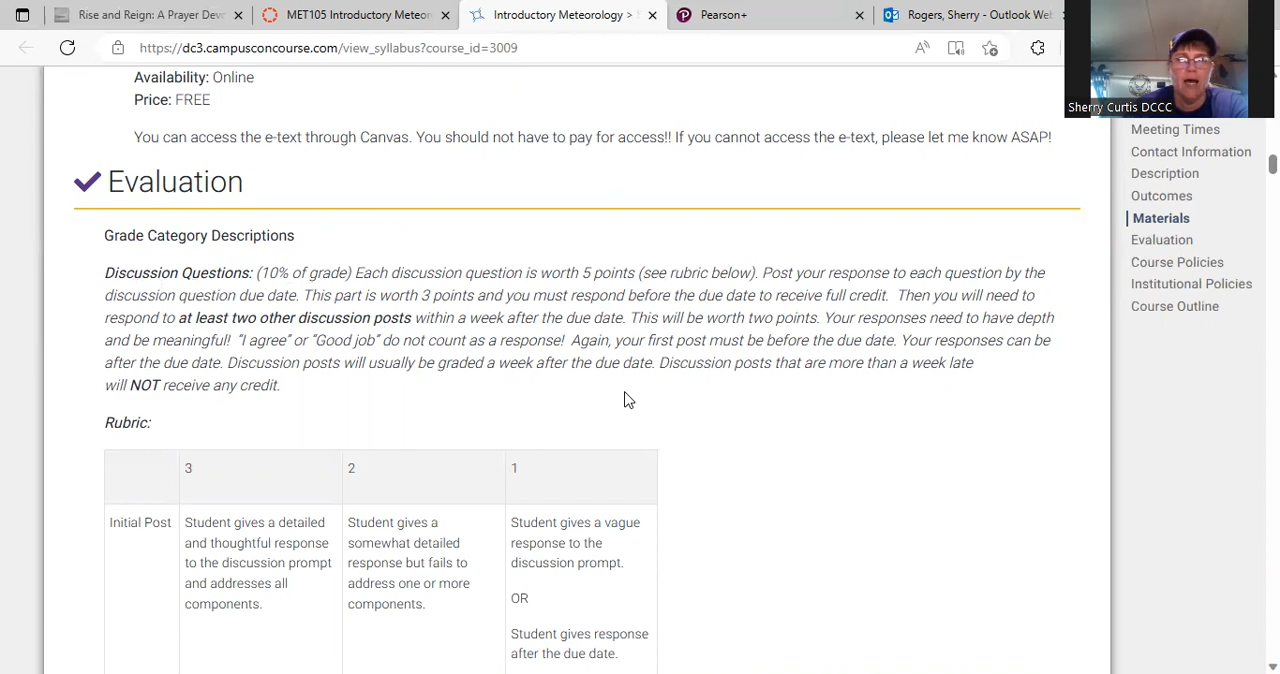 Rise and Reign: A Prayer Devo
MET105 Introductory Meteor
Introductory Meteorology > S
Pearson+
Rogers, Sherry - Outlook Web
https://dc3.campusconcourse.com/view_syllabus?course_id=3009
Sherry Curtis DCCC
Availability: Online
Price: FREE
You can access the e-text through Canvas. You should not have to pay for access!! If you cannot access the e-text, please let me know ASAP!
Evaluation
Grade Category Descriptions
Discussion Questions: (10% of grade) Each discussion question is worth 5 points (see rubric below). Post your response to each question by the
discussion question due date. This part is worth 3 points and you must respond before the due date to receive full credit.  Then you will need to
respond to at least two other discussion posts within a week after the due date. This will be worth two points. Your responses need to have depth
and be meaningful!  “I agree” or “Good job” do not count as a response!  Again, your first post must be before the due date. Your responses can be
after the due date. Discussion posts will usually be graded a week after the due date. Discussion posts that are more than a week late
will NOT receive any credit.
Rubric:
3
2
1
Initial Post
Student gives a detailed
and thoughtful response
to the discussion prompt
and addresses all
components.
Student gives a
somewhat detailed
response but fails to
address one or more
components.
Student gives a vague
response to the
discussion prompt.
OR
Student gives response
after the due date.
Meeting Times
Contact Information
Description
Outcomes
Materials
Evaluation
Course Policies
Institutional Policies
Course Outline